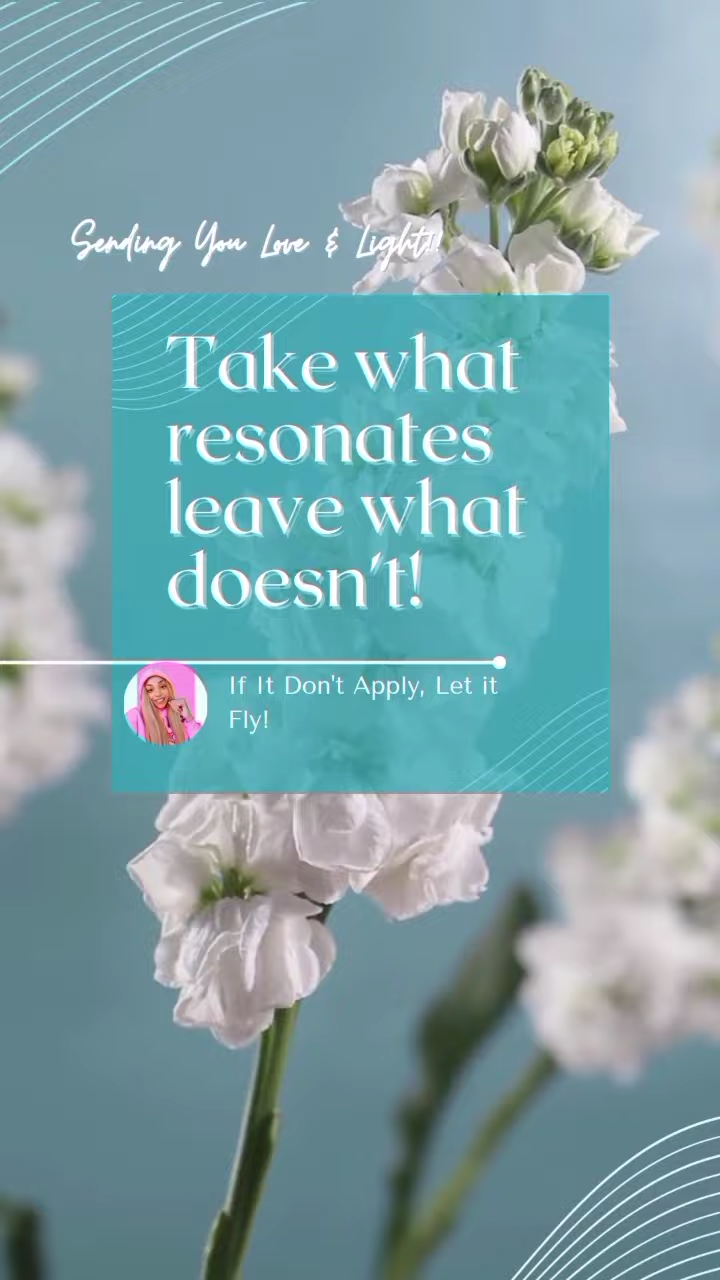 Sending You Love & Light!!
Take what
resonates
leave what
doesn't!
If It Don't Apply, Let it
Fly!